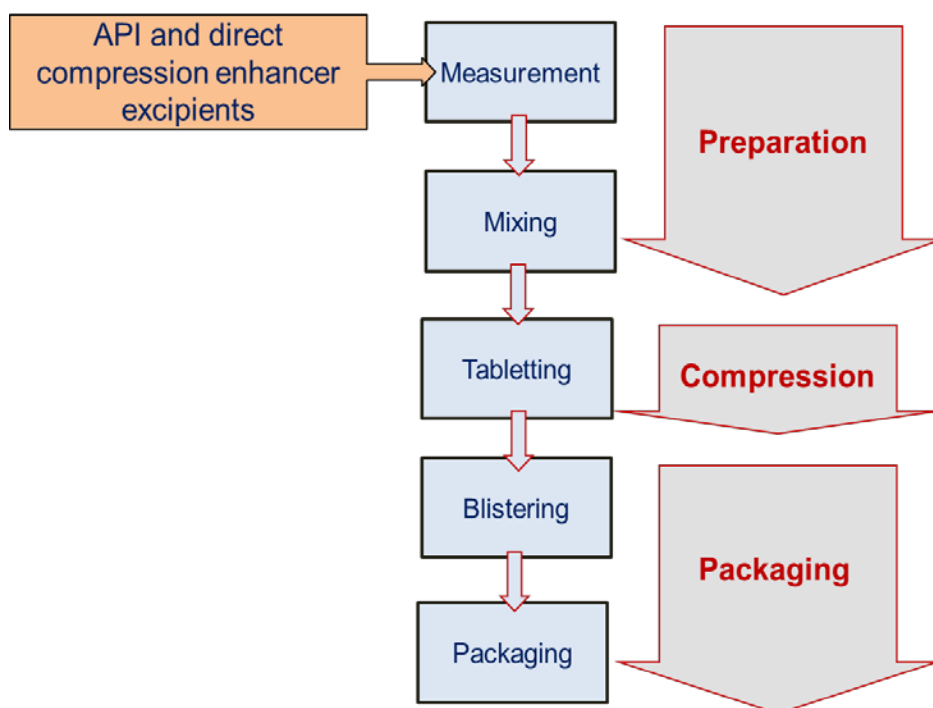 API and direct
compression enhancer
excipients
Measurement
Preparation
Mixing
Tabletting
Compression
Blistering
Packaging
Packaging